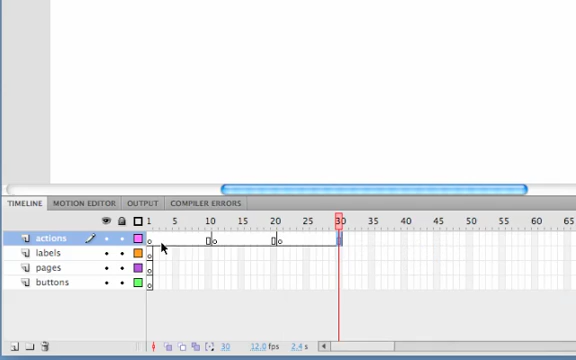 TIMELINE MOTION EDITOR OUTPUT COMPILER ERRORS
1 5 10 15 20 25 30 35 40 45 50 55 60 65
actions
labels
pages
buttons
30 12.0 fps 2.4 s